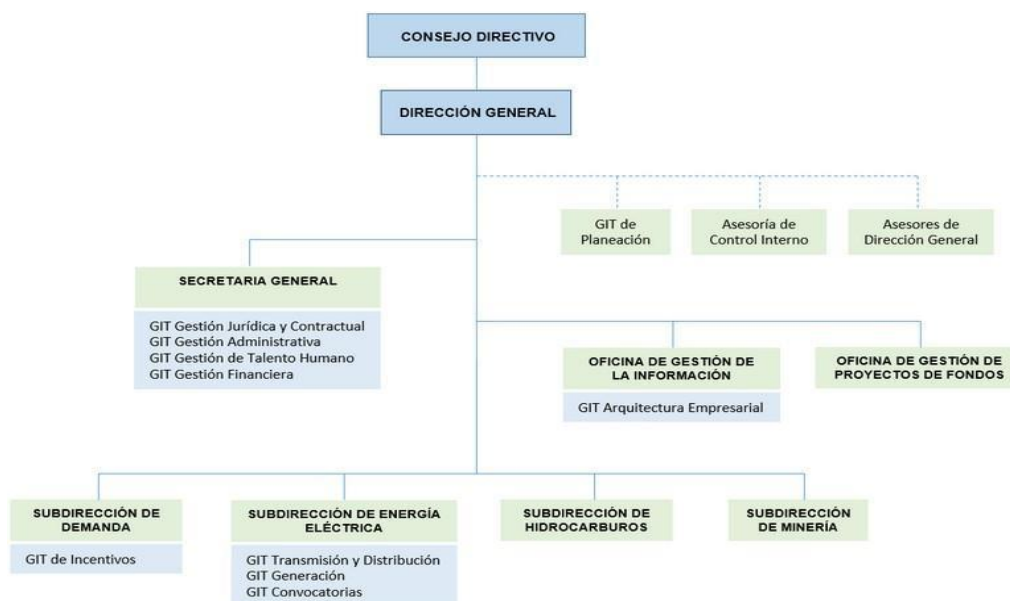 CONSEJO DIRECTIVO
DIRECCIÓN GENERAL
GIT de
Planeación
Asesoría de
Control Interno
Asesores de
Dirección General
SECRETARIA GENERAL
GIT Gestión Jurídica y Contractual
GIT Gestión Administrativa
GIT Gestión de Talento Humano
GIT Gestión Financiera
OFICINA DE GESTIÓN DE
LA INFORMACIÓN
GIT Arquitectura Empresarial
OFICINA DE GESTIÓN DE
PROYECTOS DE FONDOS
SUBDIRECCIÓN DE
DEMANDA
GIT de Incentivos
SUBDIRECCIÓN DE ENERGÍA
ELÉCTRICA
GIT Transmisión y Distribución
GIT Generación
GIT Convocatorias
SUBDIRECCIÓN DE
HIDROCARBUROS
SUBDIRECCIÓN
DE MINERÍA